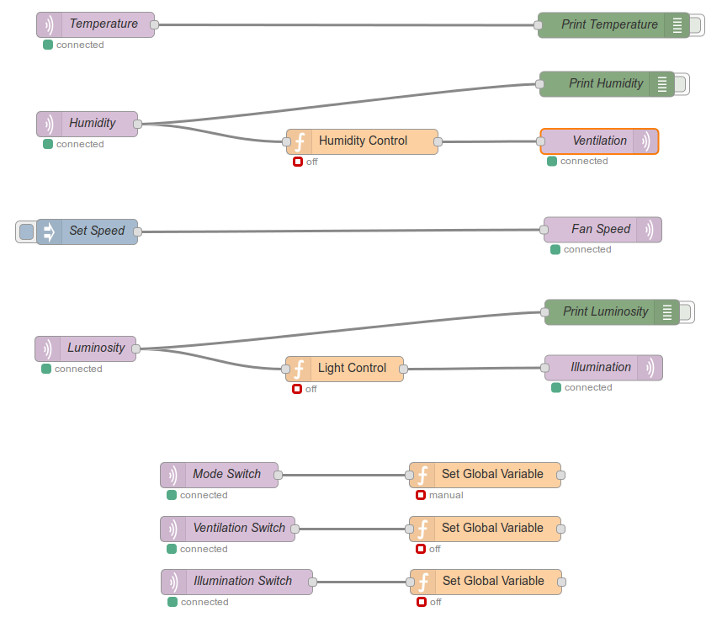 Temperature
connected
Print Temperature
Print Humidity
Humidity
connected
Humidity Control
off
Ventilation
connected
Set Speed
Fan Speed
connected
Print Luminosity
Luminosity
connected
Light Control
off
Illumination
connected
Mode Switch
connected
Set Global Variable
manual
Ventilation Switch
connected
Set Global Variable
off
Illumination Switch
connected
Set Global Variable
off